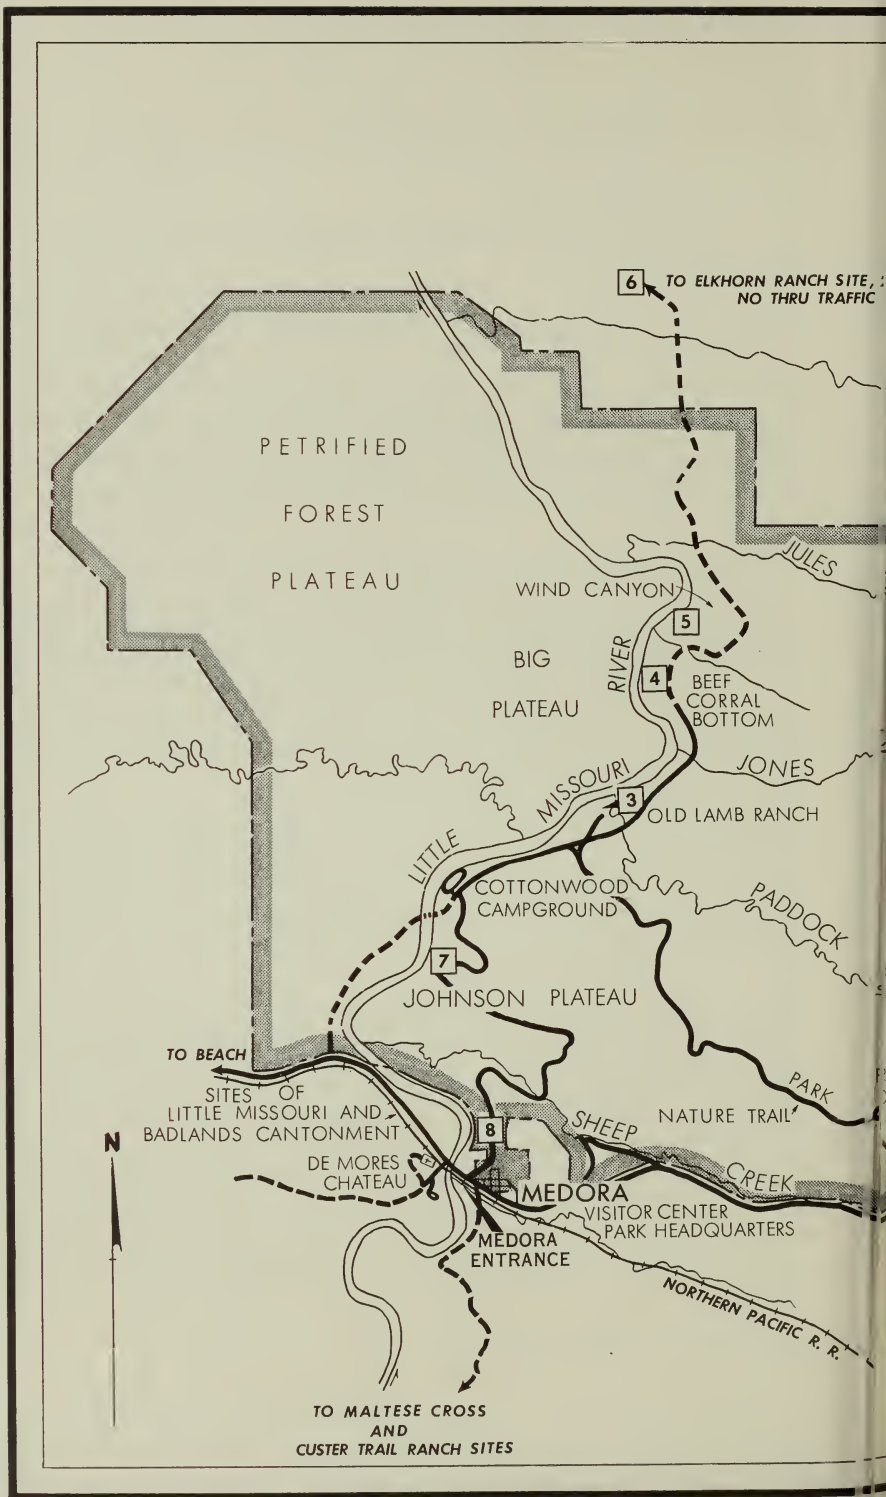 6
TO ELKHORN RANCH SITE,
NO THRU TRAFFIC
PETRIFIED
FOREST
PLATEAU
JULES
WIND CANYON
5
BIG
PLATEAU
RIVER
4
BEEF
CORRAL
BOTTOM
JONES
MISSOURI
3
OLD LAMB RANCH
LITTLE
COTTONWOOD
CAMPGROUND
PADDOCK
7
JOHNSON PLATEAU
TO BEACH
PARK
SITES OF
LITTLE MISSOURI AND
BADLANDS CANTONMENT
NATURE TRAIL
8
SHEEP
N
DE MORES
CHATEAU
CREEK
MEDORA
VISITOR CENTER
PARK HEADQUARTERS
MEDORA
ENTRANCE
NORTHERN PACIFIC R. R.
TO MALTESE CROSS
AND
CUSTER TRAIL RANCH SITES